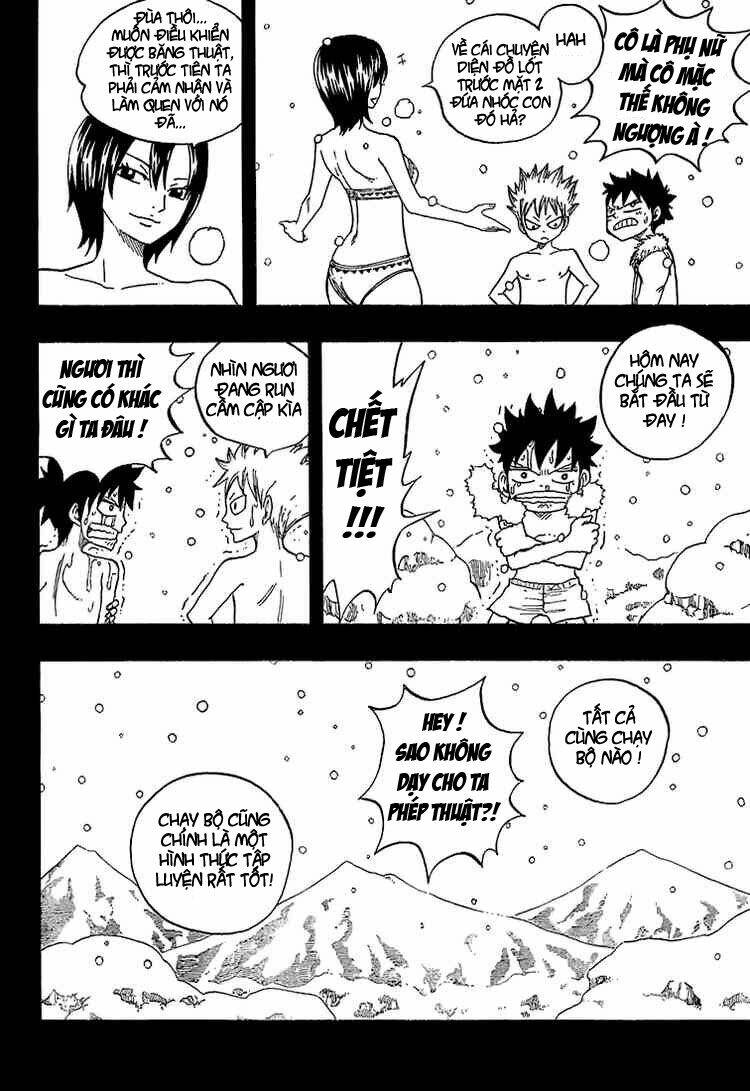 CÔ LÀ PHỤ NỮ
MÀ CÔ MẶC
THẾ KHÔNG
NGƯỢNG À !
HAH
VỀ CÁI CHUYỆN
DIỆN ĐỒ LÓT
TRƯỚC MẶT 2
ĐỨA NHÓC CON
ĐÓ HẢ?
ĐÙA THÔI...
MUỐN ĐIỀU KHIỂN
ĐƯỢC BĂNG THUẬT,
THÌ TRƯỚC TIÊN TA
PHẢI CẢM NHẬN VÀ
LÀM QUEN VỚI NÓ
ĐÃ...
HÔM NAY
CHÚNG TA SẼ
BẮT ĐẦU TỪ
ĐAY !
CHẾT
TIỆT
!!!
NHÌN NGƯƠI
ĐANG RUN
CẦM CẬP KÌA
NGƯƠI THÌ
CŨNG CÓ KHÁC
GÌ TA ĐÂU !
TẤT CẢ
CÙNG CHẠY
BỘ NÀO !
HEY !
SAO KHÔNG
DẠY CHO TA
PHÉP THUẬT?!
CHẠY BỘ CŨNG
CHÍNH LÀ MỘT
HÌNH THỨC TẬP
LUYỆN RẤT TỐT!